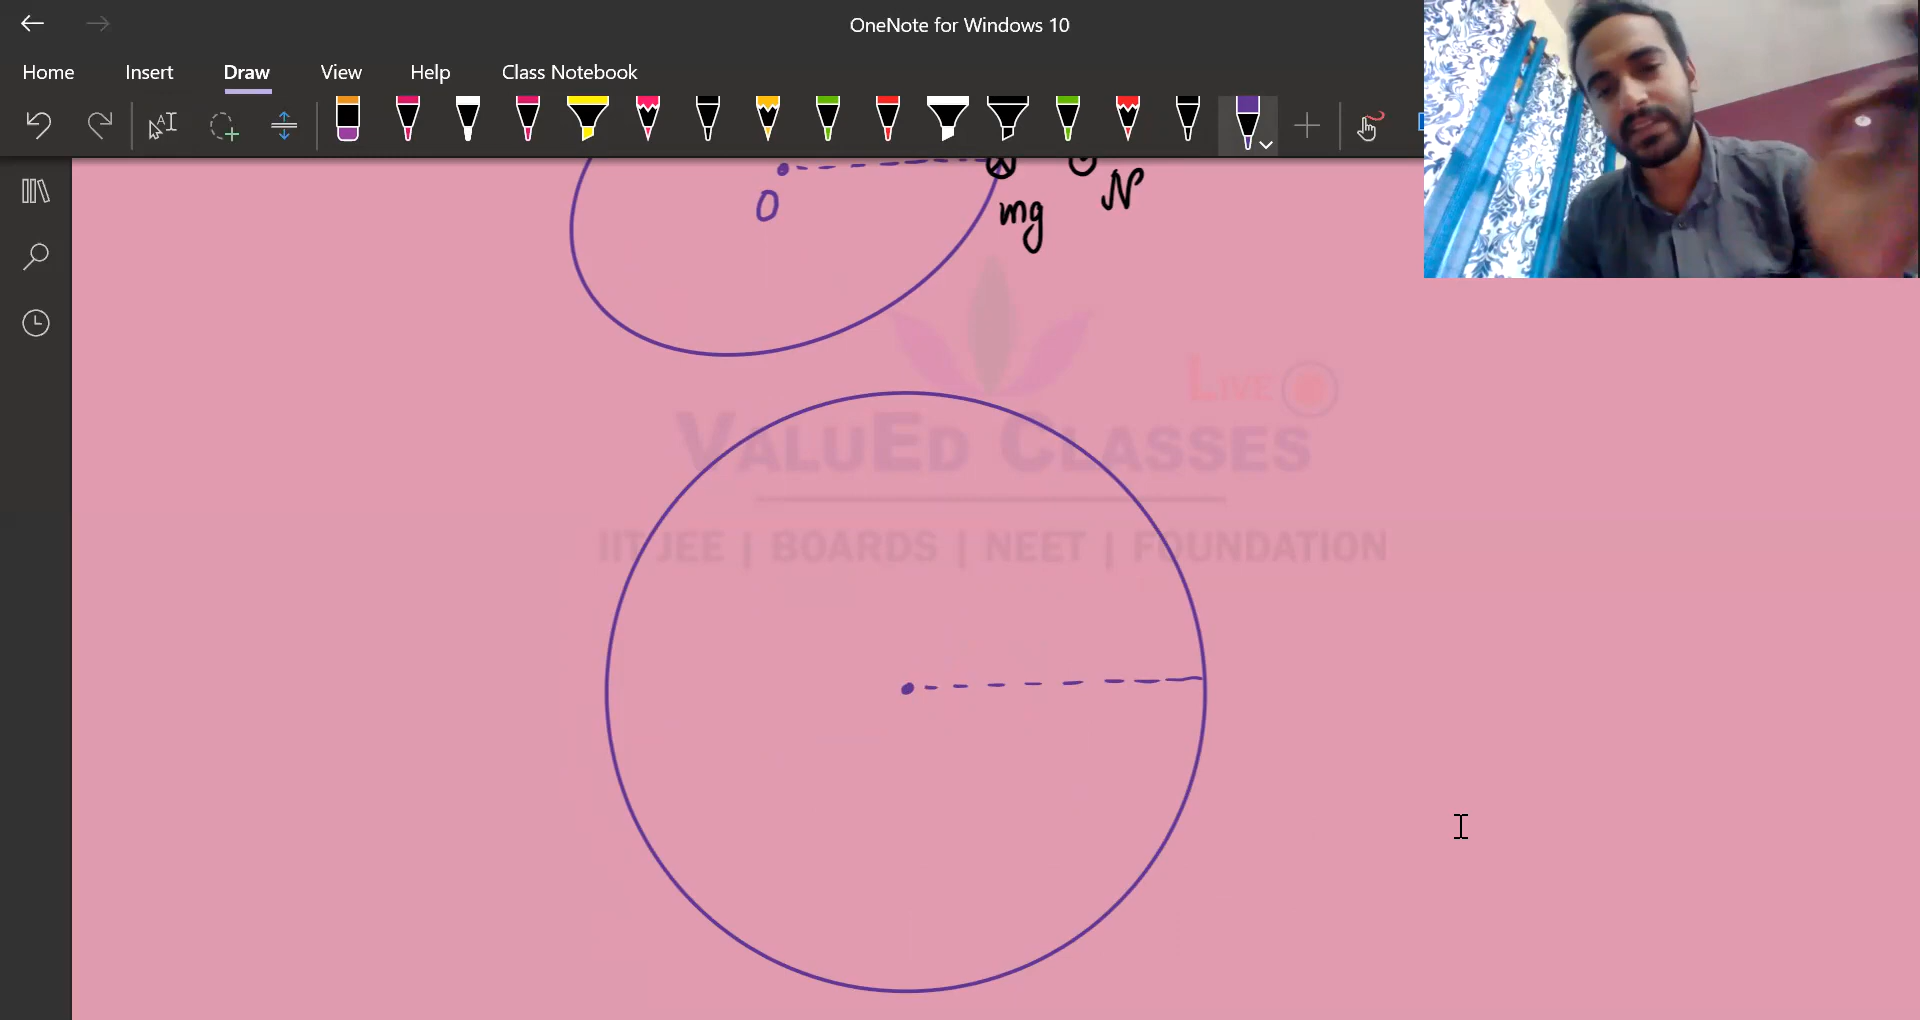 OneNote for Windows 10
Home Insert Draw View Help Class Notebook
O
mg
N
LIVE
VALUED CLASSES
IIT JEE | BOARDS | NEET | FOUNDATION